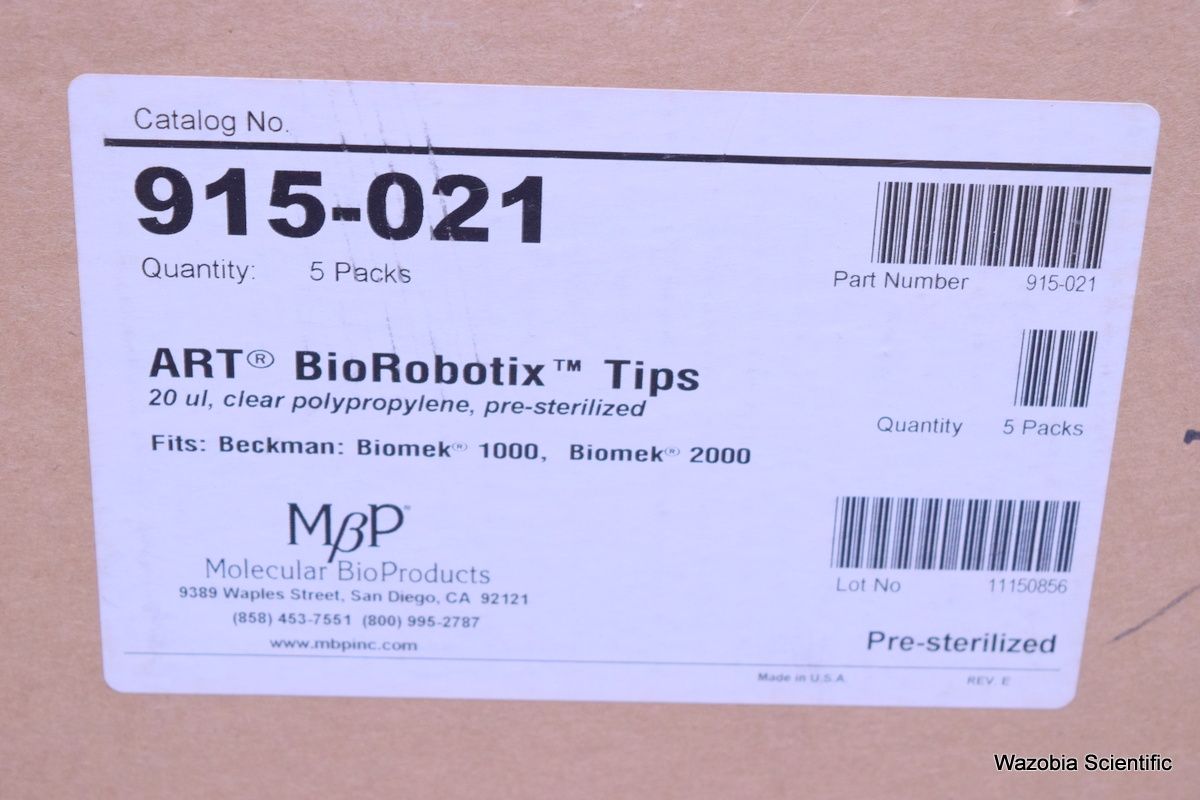 Catalog No.
915-021
Quantity: 5 Packs
Part Number 915-021
ART® BioRobotix™ Tips
20 ul, clear polypropylene, pre-sterilized
Quantity 5 Packs
Fits: Beckman: Biomek® 1000, Biomek® 2000
MβP®
Molecular BioProducts
9389 Waples Street, San Diego, CA 92121
(858) 453-7551 (800) 995-2787
www.mbpinc.com
Lot No 11150856
Pre-sterilized
Made in U.S.A. REV. E
Wazobia Scientific